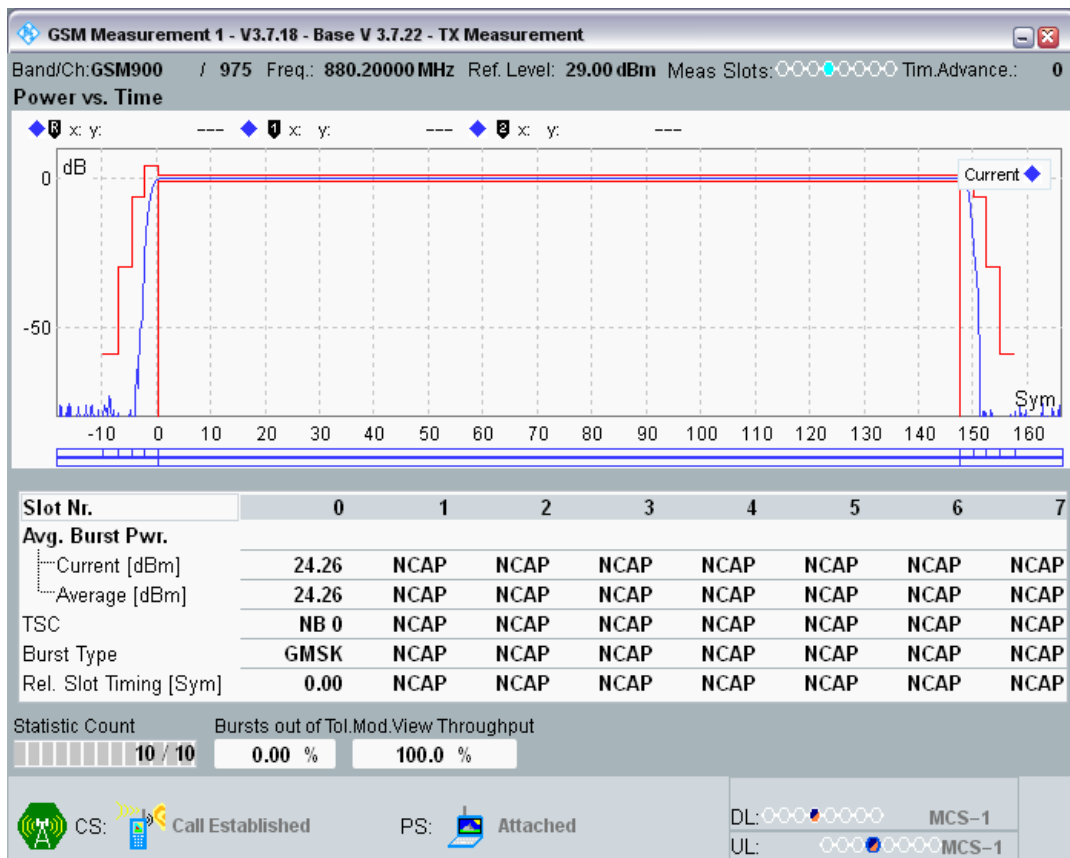 GSM Measurement 1 - V3.7.18 - Base V 3.7.22 - TX Measurement
Band/Ch:GSM900 / 975 Freq.: 880.20000 MHz Ref. Level: 29.00 dBm Meas Slots: Tim.Advance.: 0
Power vs. Time
R x: y: --- 1 x: y: --- 2 x: y: ---
dB
Current
0
-50
Sym
-10 0 10 20 30 40 50 60 70 80 90 100 110 120 130 140 150 160
Slot Nr. 0 1 2 3 4 5 6 7
Avg. Burst Pwr.
Current [dBm] 24.26 NCAP NCAP NCAP NCAP NCAP NCAP NCAP
Average [dBm] 24.26 NCAP NCAP NCAP NCAP NCAP NCAP NCAP
TSC NB 0 NCAP NCAP NCAP NCAP NCAP NCAP NCAP
Burst Type GMSK NCAP NCAP NCAP NCAP NCAP NCAP NCAP
Rel. Slot Timing [Sym] 0.00 NCAP NCAP NCAP NCAP NCAP NCAP NCAP
Statistic Count Bursts out of Tol.Mod.View Throughput
10 / 10 0.00 % 100.0 %
CS: Call Established PS: Attached
DL: MCS-1
UL: MCS-1